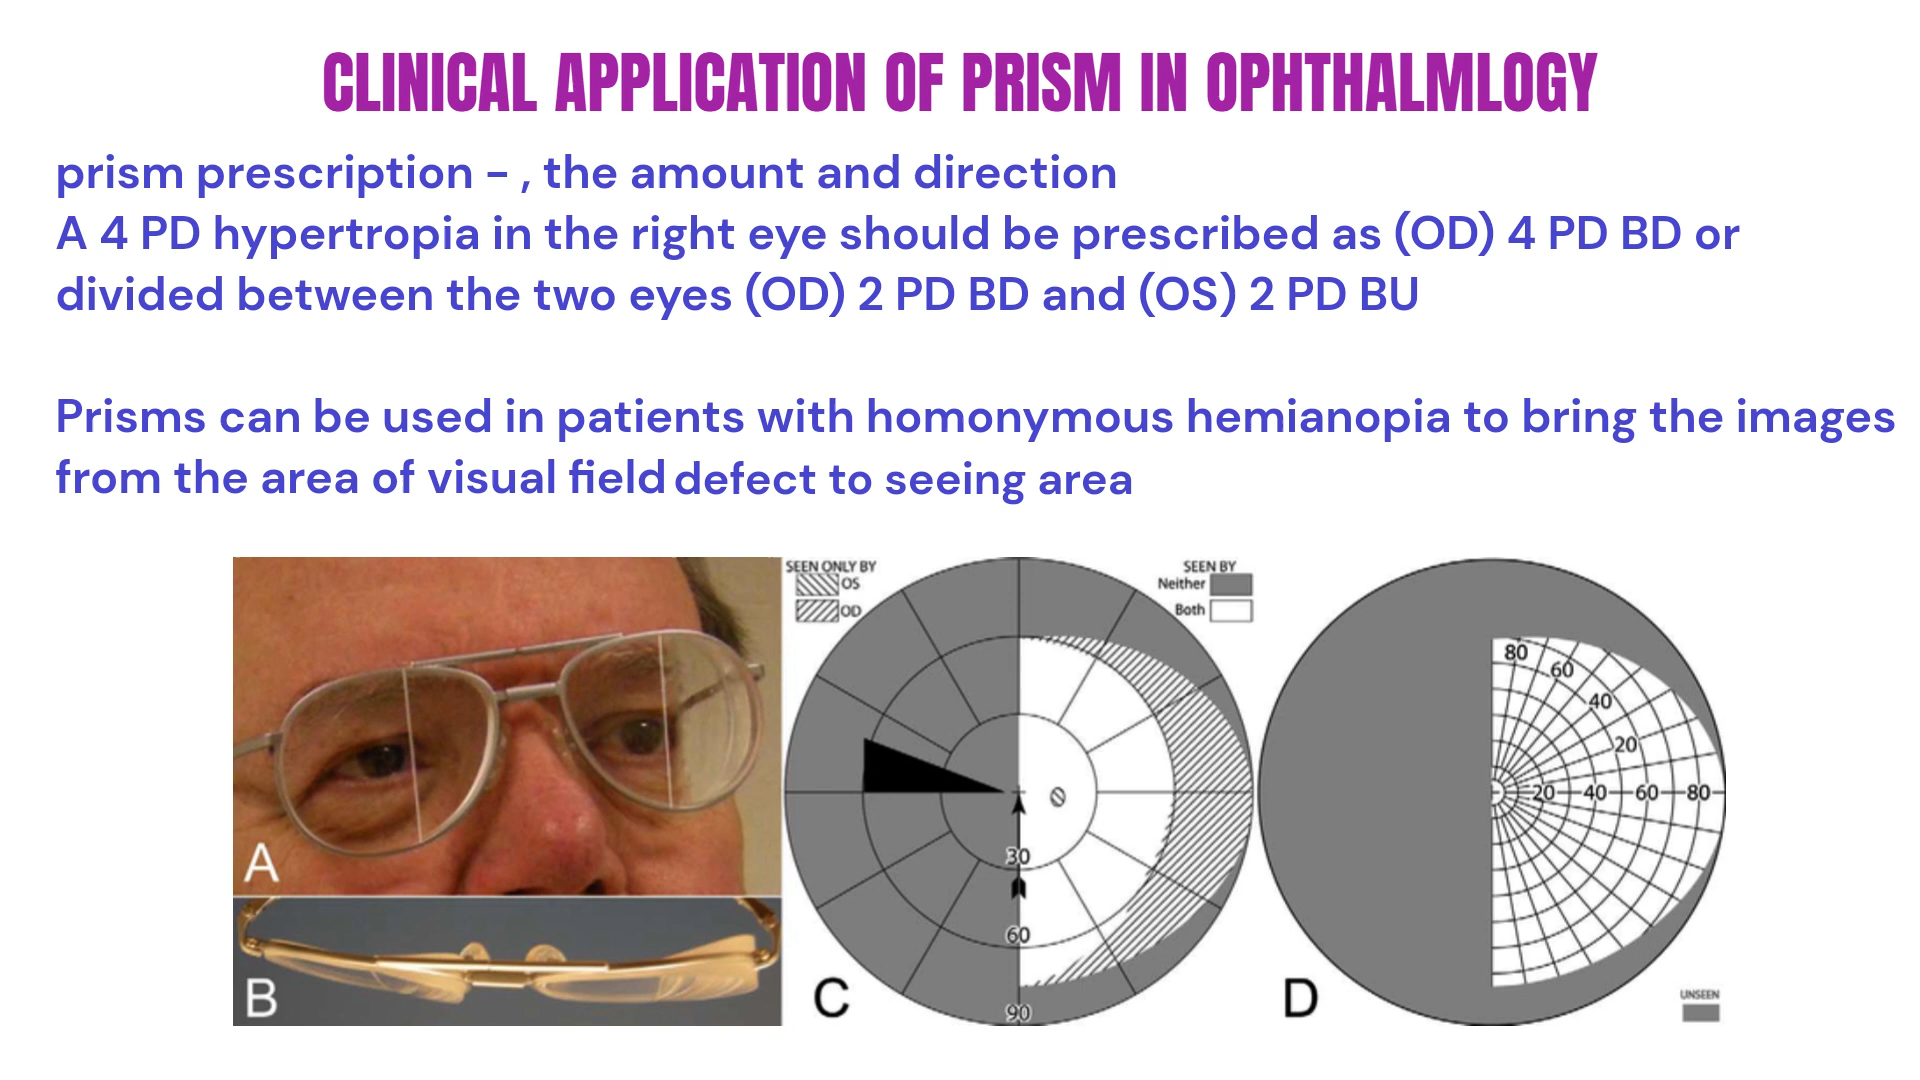 CLINICAL APPLICATION OF PRISM IN OPHTHALMLOGY
prism prescription - , the amount and direction
A 4 PD hypertropia in the right eye should be prescribed as (OD) 4 PD BD or
divided between the two eyes (OD) 2 PD BD and (OS) 2 PD BU
Prisms can be used in patients with homonymous hemianopia to bring the images
from the area of visual field defect to seeing area
A
B
SEEN ONLY BY
OS
OD
SEEN BY
Neither
Both
30
60
90
C
80
60
40
20
20 40 60 80
D
UNSEEN